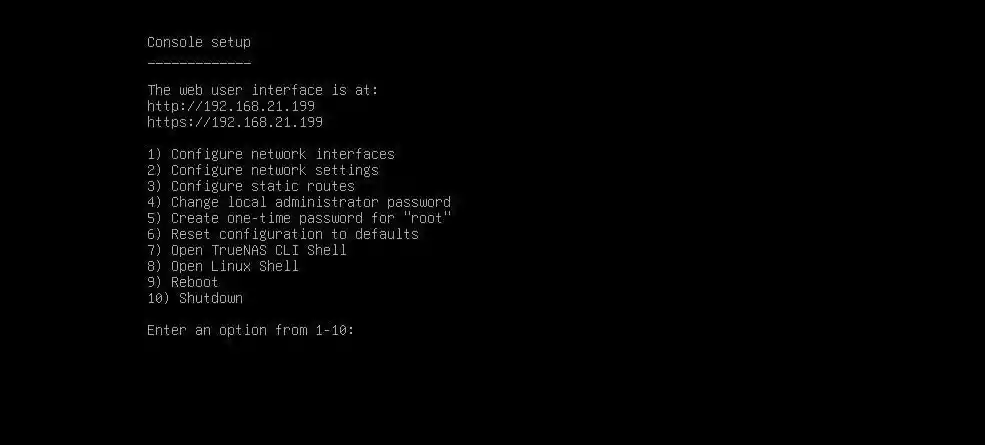 Console setup
_____________
The web user interface is at:
http://192.168.21.199
https://192.168.21.199
1) Configure network interfaces
2) Configure network settings
3) Configure static routes
4) Change local administrator password
5) Create one-time password for "root"
6) Reset configuration to defaults
7) Open TrueNAS CLI Shell
8) Open Linux Shell
9) Reboot
10) Shutdown
Enter an option from 1-10: